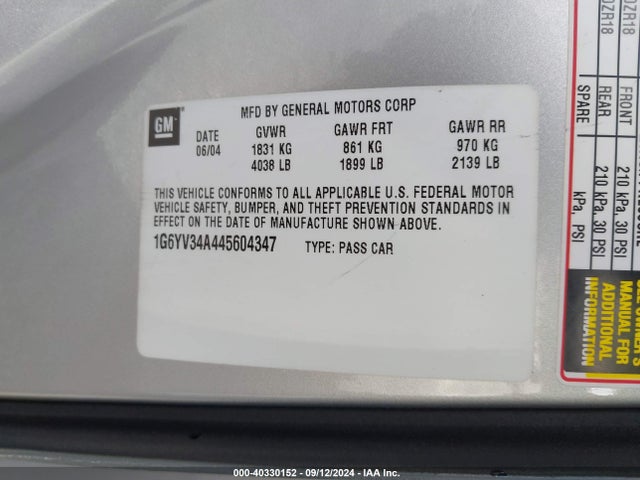 GM
MFD BY GENERAL MOTORS CORP
DATE GVWR GAWR FRT GAWR RR
06/04 1831 KG 861 KG 970 KG
4038 LB 1899 LB 2139 LB
THIS VEHICLE CONFORMS TO ALL APPLICABLE U.S. FEDERAL MOTOR
VEHICLE SAFETY, BUMPER, AND THEFT PREVENTION STANDARDS IN
EFFECT ON THE DATE OF MANUFACTURE SHOWN ABOVE.
1G6YV34A445604347 TYPE: PASS CAR
SPARE
REAR
FRONT
kPa, PSI
210 kPa, 30 PSI
210 kPa, 30 PSI
MANUAL FOR
ADDITIONAL
INFORMATION
000-40330152 - 09/12/2024 - IAA Inc.